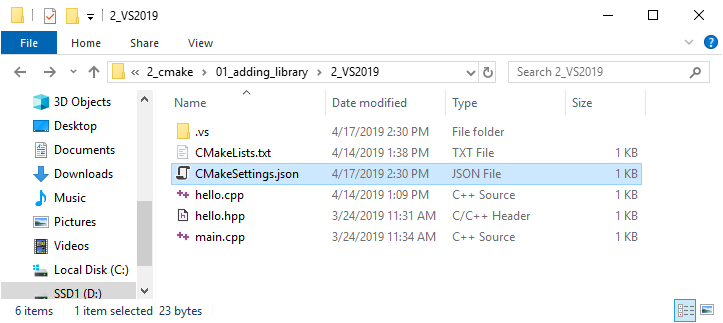 2_VS2019
File Home Share View
2_cmake 01_adding_library 2_VS2019 Search 2_VS2019
Name Date modified Type Size
3D Objects
Desktop
Documents
Downloads
Music
Pictures
Videos
Local Disk (C:)
SSD1 (D:)
.vs 4/17/2019 2:30 PM File folder
CMakeLists.txt 4/14/2019 1:38 PM TXT File 1 KB
CMakeSettings.json 4/17/2019 2:30 PM JSON File 1 KB
hello.cpp 4/14/2019 1:09 PM C++ Source 1 KB
hello.hpp 3/24/2019 11:31 AM C/C++ Header 1 KB
main.cpp 3/24/2019 11:34 AM C++ Source 1 KB
6 items 1 item selected 23 bytes